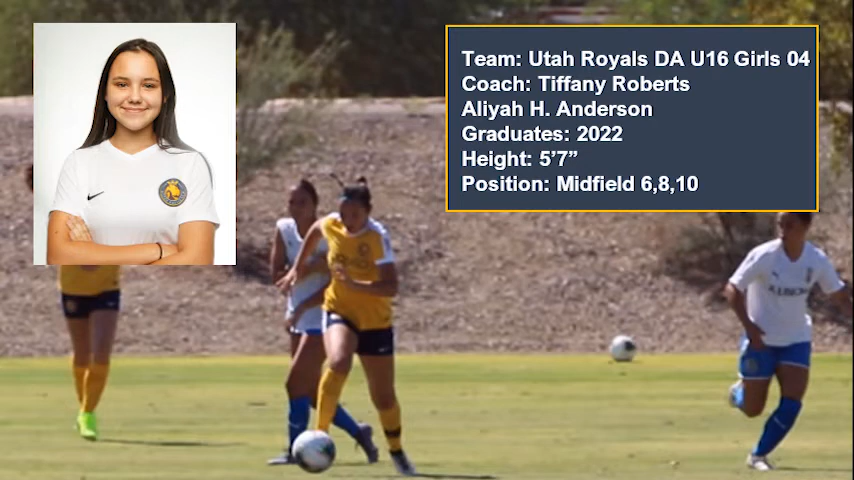 Team: Utah Royals DA U16 Girls 04
Coach: Tiffany Roberts
Aliyah H. Anderson
Graduates: 2022
Height: 5’7”
Position: Midfield 6,8,10
ALBION